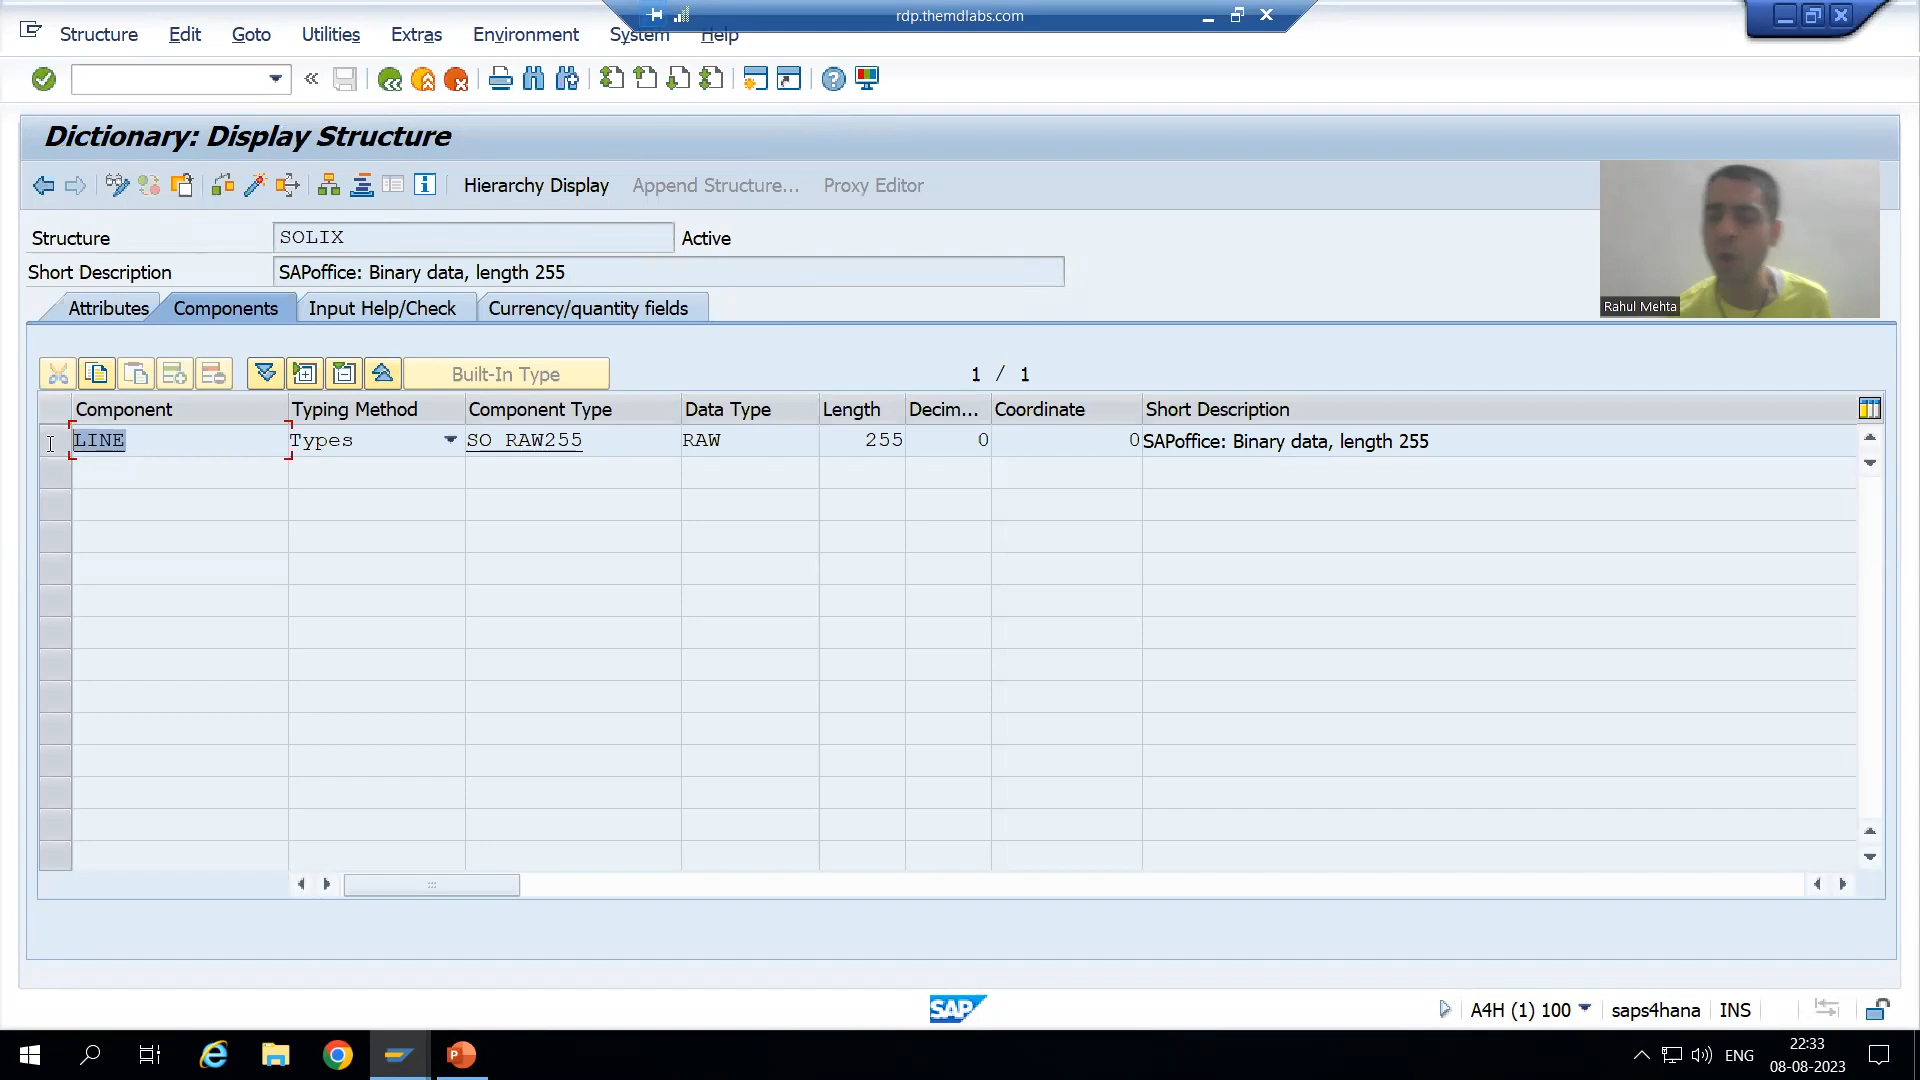 rdp.themdlabs.com
Structure Edit Goto Utilities Extras Environment System Help
Dictionary: Display Structure
Hierarchy Display Append Structure... Proxy Editor
Structure SOLIX Active
Short Description SAPoffice: Binary data, length 255
Rahul Mehta
Attributes Components Input Help/Check Currency/quantity fields
Built-In Type 1 / 1
Component Typing Method Component Type Data Type Length Decim... Coordinate Short Description
LINE Types SO_RAW255 RAW 255 0 0 SAPoffice: Binary data, length 255
SAP A4H (1) 100 saps4hana INS
ENG 22:33
08-08-2023